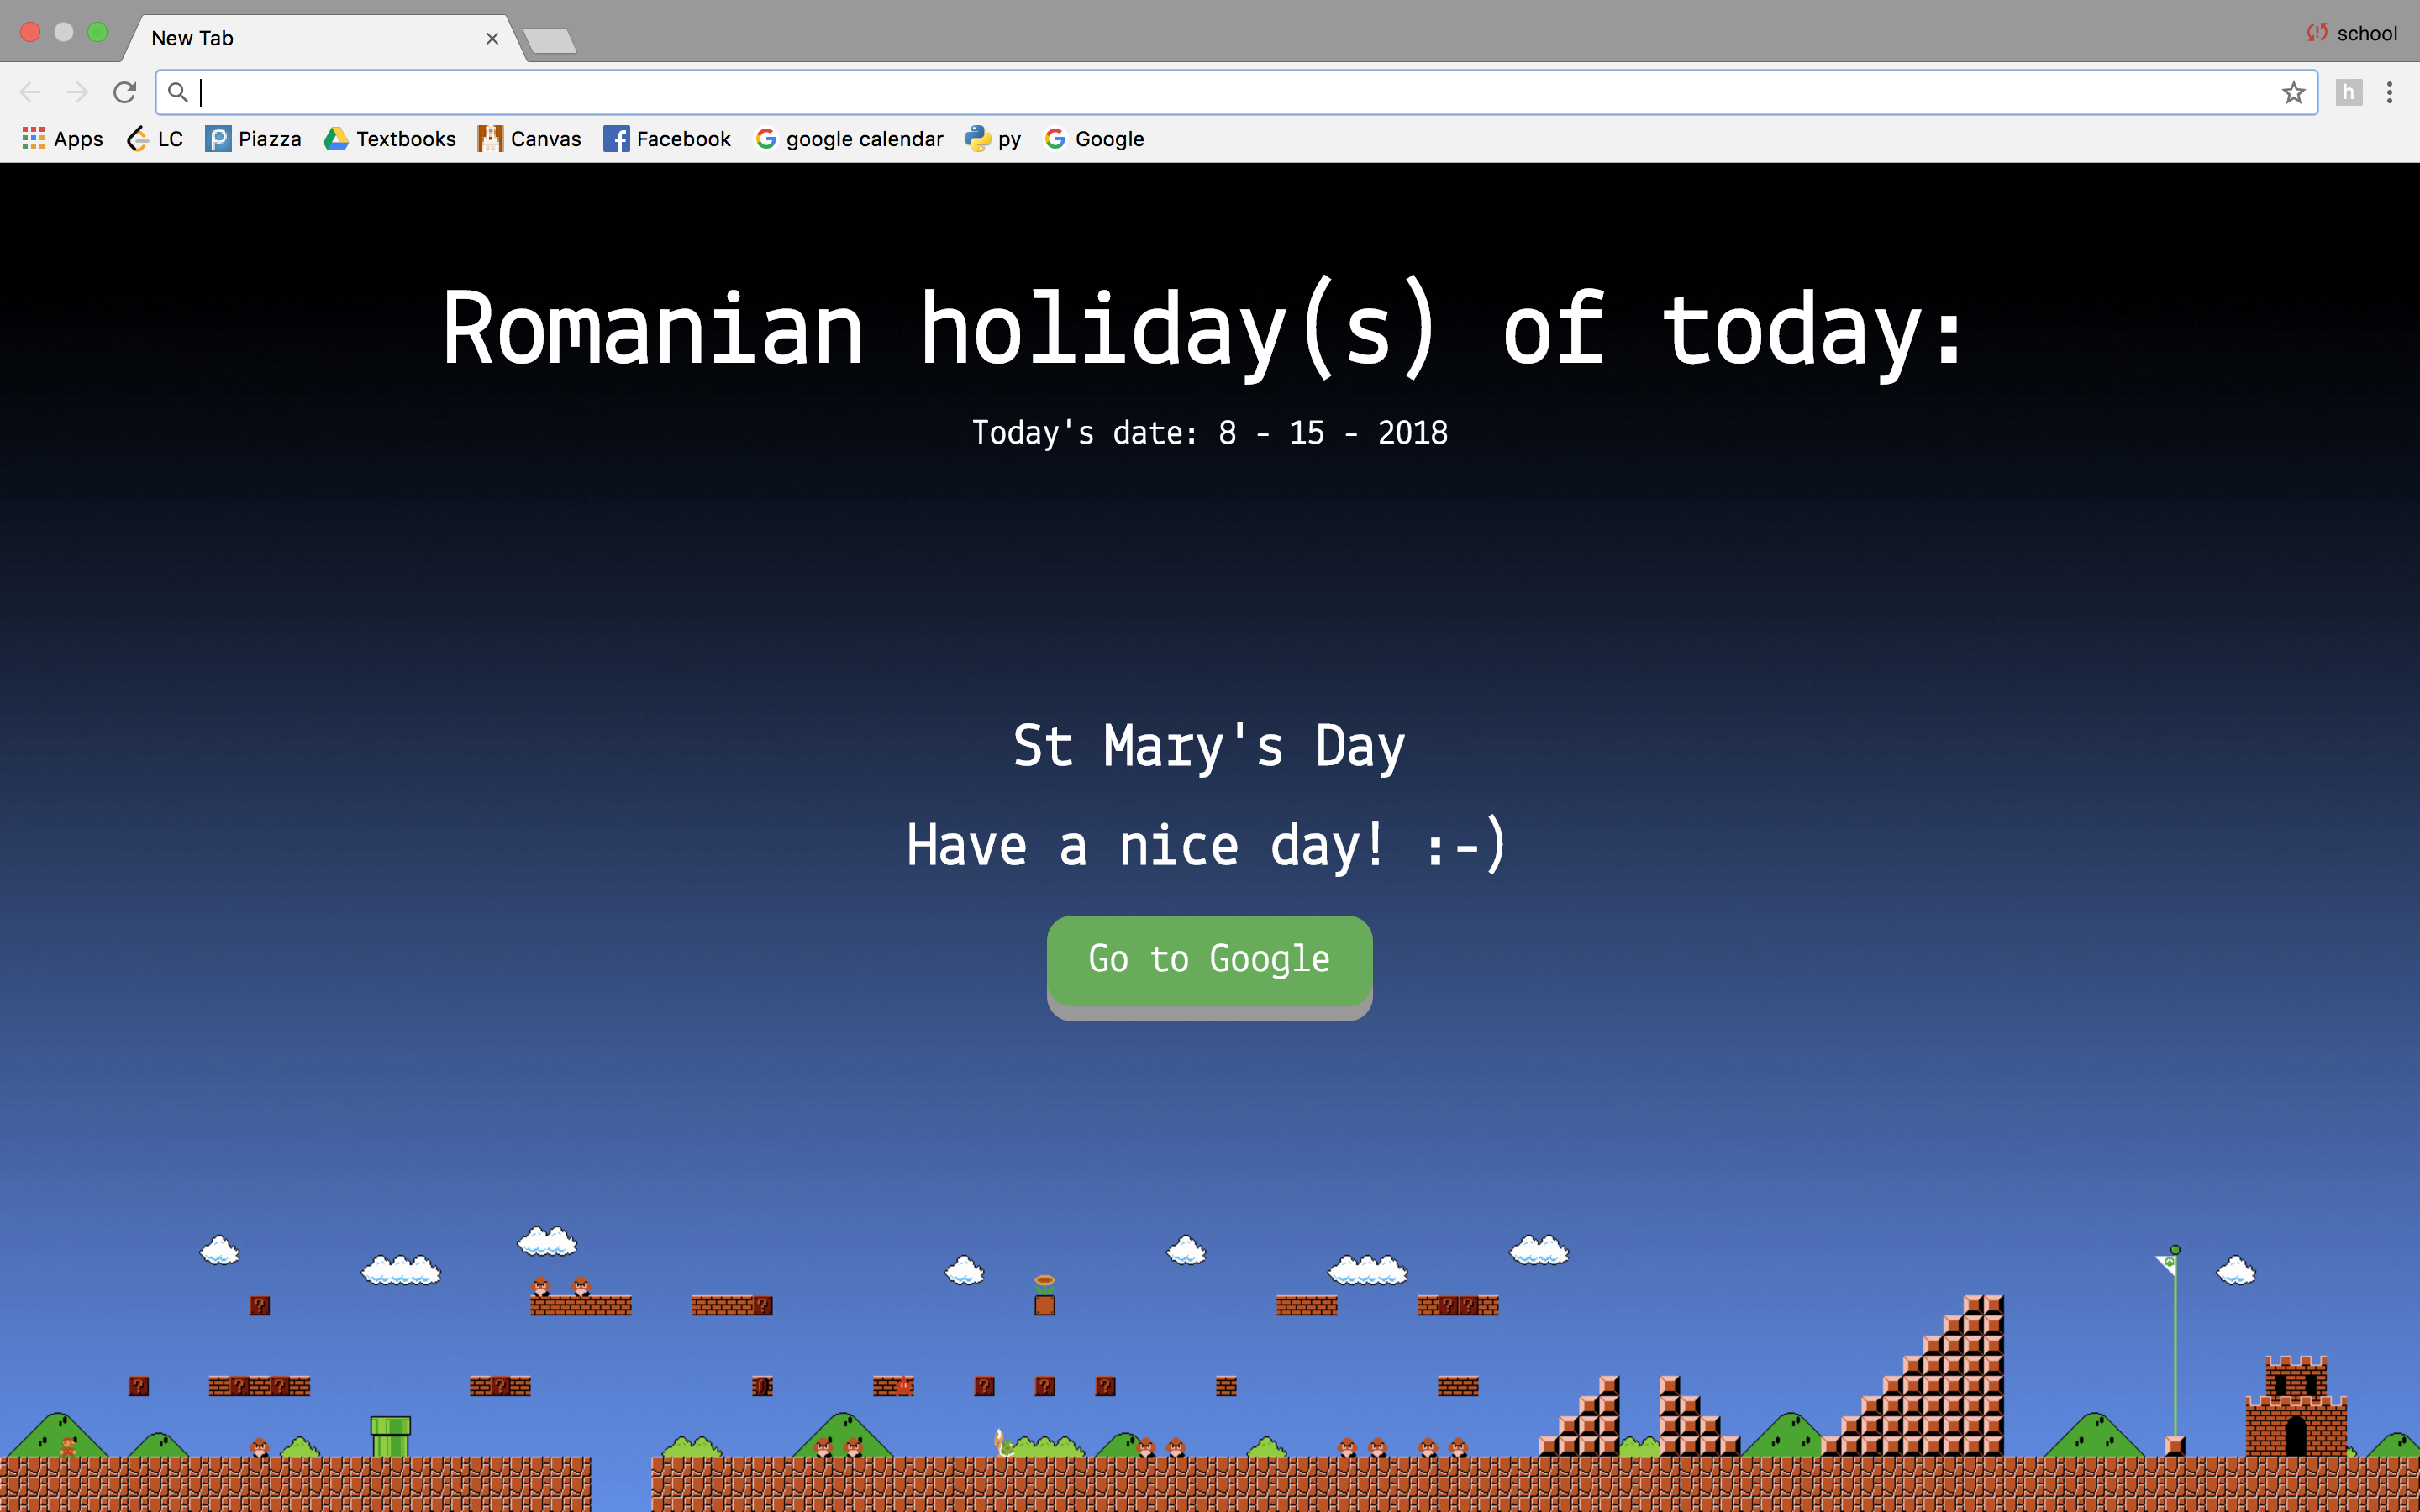 New Tab
school
h
Apps LC Piazza Textbooks Canvas Facebook google calendar py Google
Romanian holiday(s) of today:
Today's date: 8 - 15 - 2018
St Mary's Day
Have a nice day! :-)
Go to Google